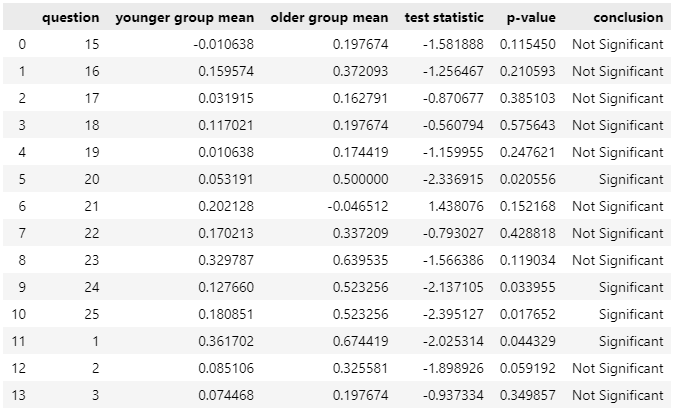 question younger group mean older group mean test statistic p-value conclusion
0 15 -0.010638 0.197674 -1.581888 0.115450 Not Significant
1 16 0.159574 0.372093 -1.256467 0.210593 Not Significant
2 17 0.031915 0.162791 -0.870677 0.385103 Not Significant
3 18 0.117021 0.197674 -0.560794 0.575643 Not Significant
4 19 0.010638 0.174419 -1.159955 0.247621 Not Significant
5 20 0.053191 0.500000 -2.336915 0.020556 Significant
6 21 0.202128 -0.046512 1.438076 0.152168 Not Significant
7 22 0.170213 0.337209 -0.793027 0.428818 Not Significant
8 23 0.329787 0.639535 -1.566386 0.119034 Not Significant
9 24 0.127660 0.523256 -2.137105 0.033955 Significant
10 25 0.180851 0.523256 -2.395127 0.017652 Significant
11 1 0.361702 0.674419 -2.025314 0.044329 Significant
12 2 0.085106 0.325581 -1.898926 0.059192 Not Significant
13 3 0.074468 0.197674 -0.937334 0.349857 Not Significant